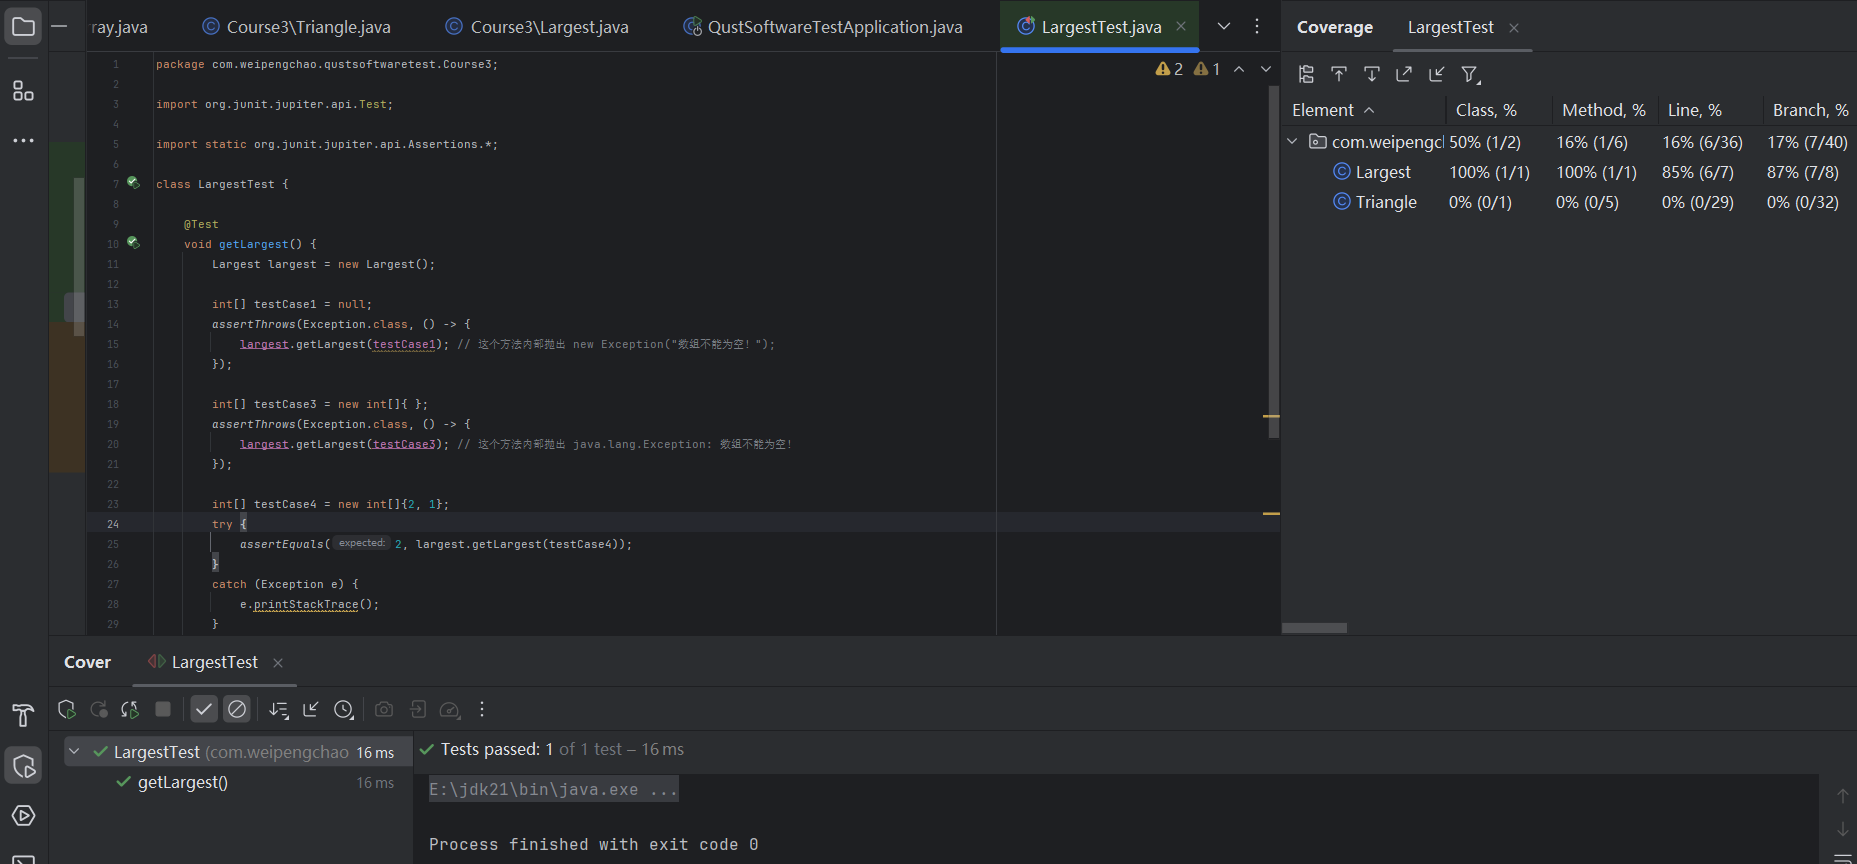 rray.java
Course3\Triangle.java
Course3\Largest.java
QustSoftwareTestApplication.java
LargestTest.java
Coverage
LargestTest
2
1
1 package com.weipengchao.qustsoftwaretest.Course3;
2
3 import org.junit.jupiter.api.Test;
4
5 import static org.junit.jupiter.api.Assertions.*;
6
7 class LargestTest {
8
9 @Test
10 void getLargest() {
11 Largest largest = new Largest();
12
13 int[] testCase1 = null;
14 assertThrows(Exception.class, () -> {
15 largest.getLargest(testCase1); // 这个方法内部抛出 new Exception("数组不能为空!");
16 });
17
18 int[] testCase3 = new int[]{ };
19 assertThrows(Exception.class, () -> {
20 largest.getLargest(testCase3); // 这个方法内部抛出 java.lang.Exception: 数组不能为空!
21 });
22
23 int[] testCase4 = new int[]{2, 1};
24 try {
25 assertEquals( expected: 2, largest.getLargest(testCase4));
26 }
27 catch (Exception e) {
28 e.printStackTrace();
29 }
Element Class, % Method, % Line, % Branch, %
com.weipengcl 50% (1/2) 16% (1/6) 16% (6/36) 17% (7/40)
Largest 100% (1/1) 100% (1/1) 85% (6/7) 87% (7/8)
Triangle 0% (0/1) 0% (0/5) 0% (0/29) 0% (0/32)
Cover
LargestTest
LargestTest (com.weipengchao 16 ms
getLargest() 16 ms
Tests passed: 1 of 1 test – 16 ms
E:\jdk21\bin\java.exe ...
Process finished with exit code 0